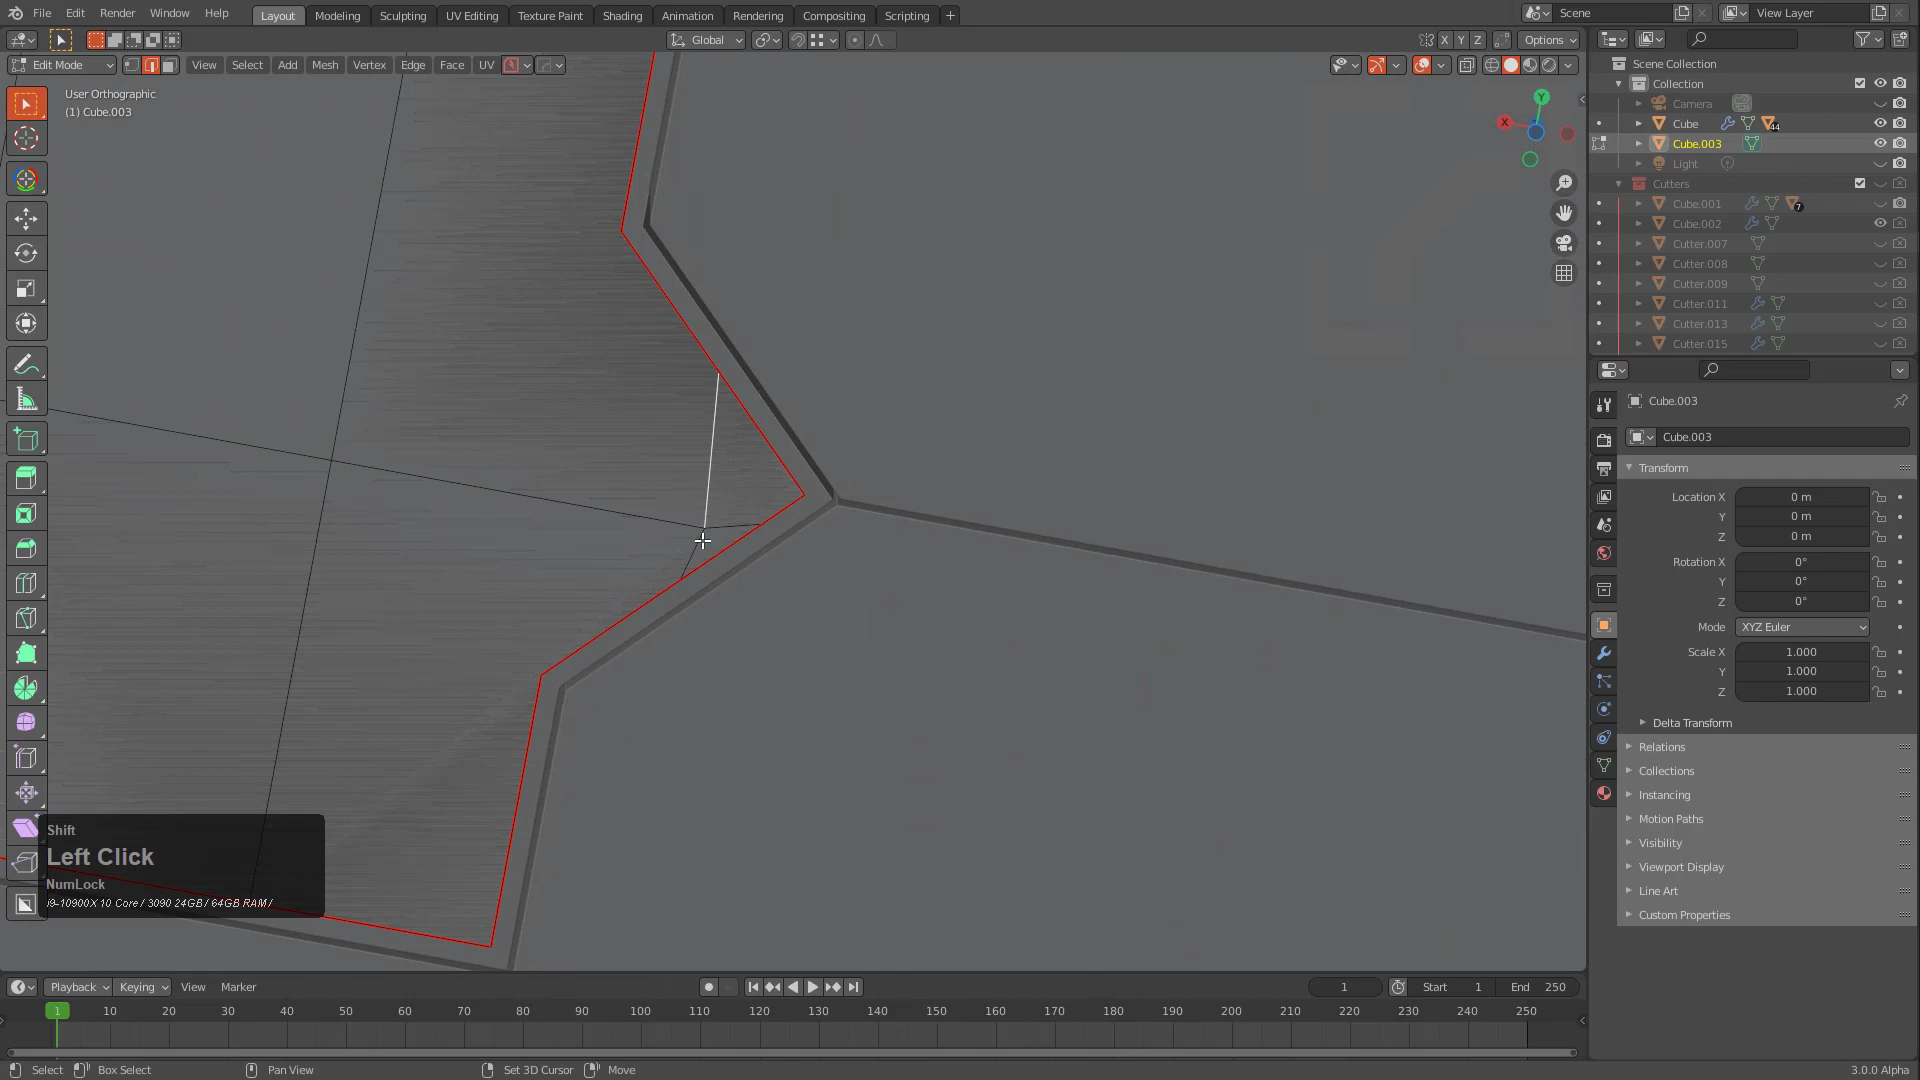 File Edit Render Window Help Layout Modeling Sculpting UV Editing Texture Paint Shading Animation Rendering Compositing Scripting + Scene View Layer
Global X Y Z Options
Edit Mode View Select Add Mesh Vertex Edge Face UV
User Orthographic
(1) Cube.003
Y
X
Scene Collection
Collection
Camera
Cube 44
Cube.003
Light
Cutters
Cube.001 7
Cube.002
Cutter.007
Cutter.008
Cutter.009
Cutter.011
Cutter.013
Cutter.015
Cube.003
Cube.003
Transform
Location X 0 m
Y 0 m
Z 0 m
Rotation X 0°
Y 0°
Z 0°
Mode XYZ Euler
Scale X 1.000
Y 1.000
Z 1.000
Delta Transform
Relations
Collections
Instancing
Motion Paths
Visibility
Viewport Display
Line Art
Custom Properties
Shift
Left Click
NumLock
i9-10900X 10 Core / 3090 24GB / 64GB RAM /
Playback Keying View Marker 1 Start 1 End 250
1 10 20 30 40 50 60 70 80 90 100 110 120 130 140 150 160 170 180 190 200 210 220 230 240 250
Select Box Select Pan View Set 3D Cursor Move 3.0.0 Alpha